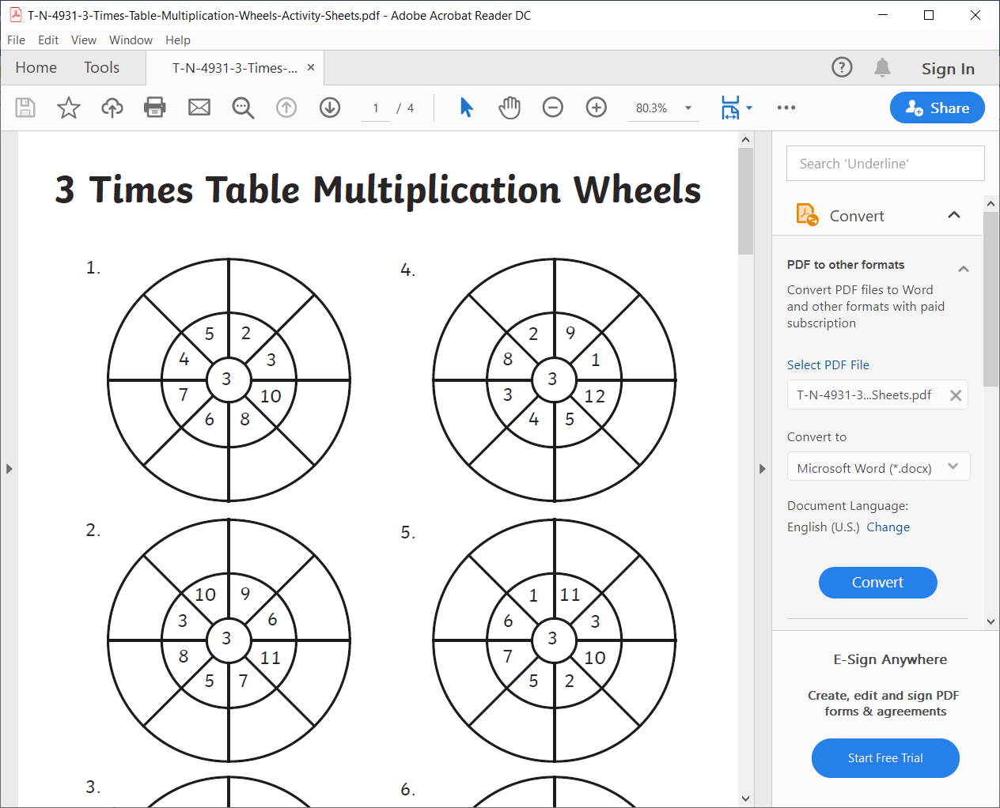 T-N-4931-3-Times-Table-Multiplication-Wheels-Activity-Sheets.pdf - Adobe Acrobat Reader DC
File Edit View Window Help
Home Tools T-N-4931-3-Times-... × Sign In
1 / 4 80.3% Share
3 Times Table Multiplication Wheels
1.
5 2
4 3
3
7 10
6 8
4.
2 9
8 1
3
3 12
4 5
2.
10 9
3 6
3
8 11
5 7
5.
1 11
6 3
3
7 10
5 2
3.
6.
Search 'Underline'
Convert
PDF to other formats
Convert PDF files to Word
and other formats with paid
subscription
Select PDF File
T-N-4931-3...Sheets.pdf
Convert to
Microsoft Word (*.docx)
Document Language:
English (U.S.) Change
Convert
E-Sign Anywhere
Create, edit and sign PDF
forms & agreements
Start Free Trial